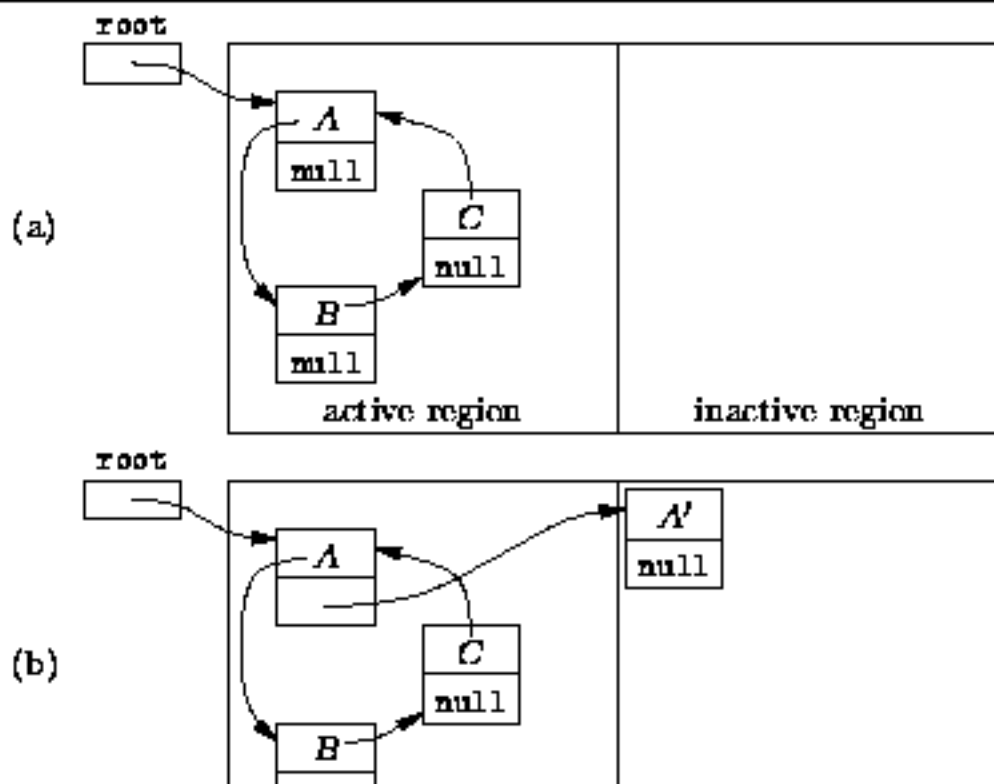 root
A
null
(a)
C
null
B
null
active region
inactive region
root
A'
null
A
(b)
C
null
B